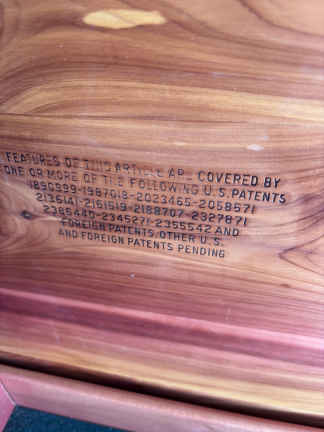 FEATURES OF THIS ARTICLE ARE COVERED BY
ONE OR MORE OF THE FOLLOWING U.S. PATENTS
1890999-1987013-2023465-2058571
2136141-2161519-2188707-2327871
2385440-2345271-2355542 AND
FOREIGN PATENTS. OTHER U.S.
AND FOREIGN PATENTS PENDING